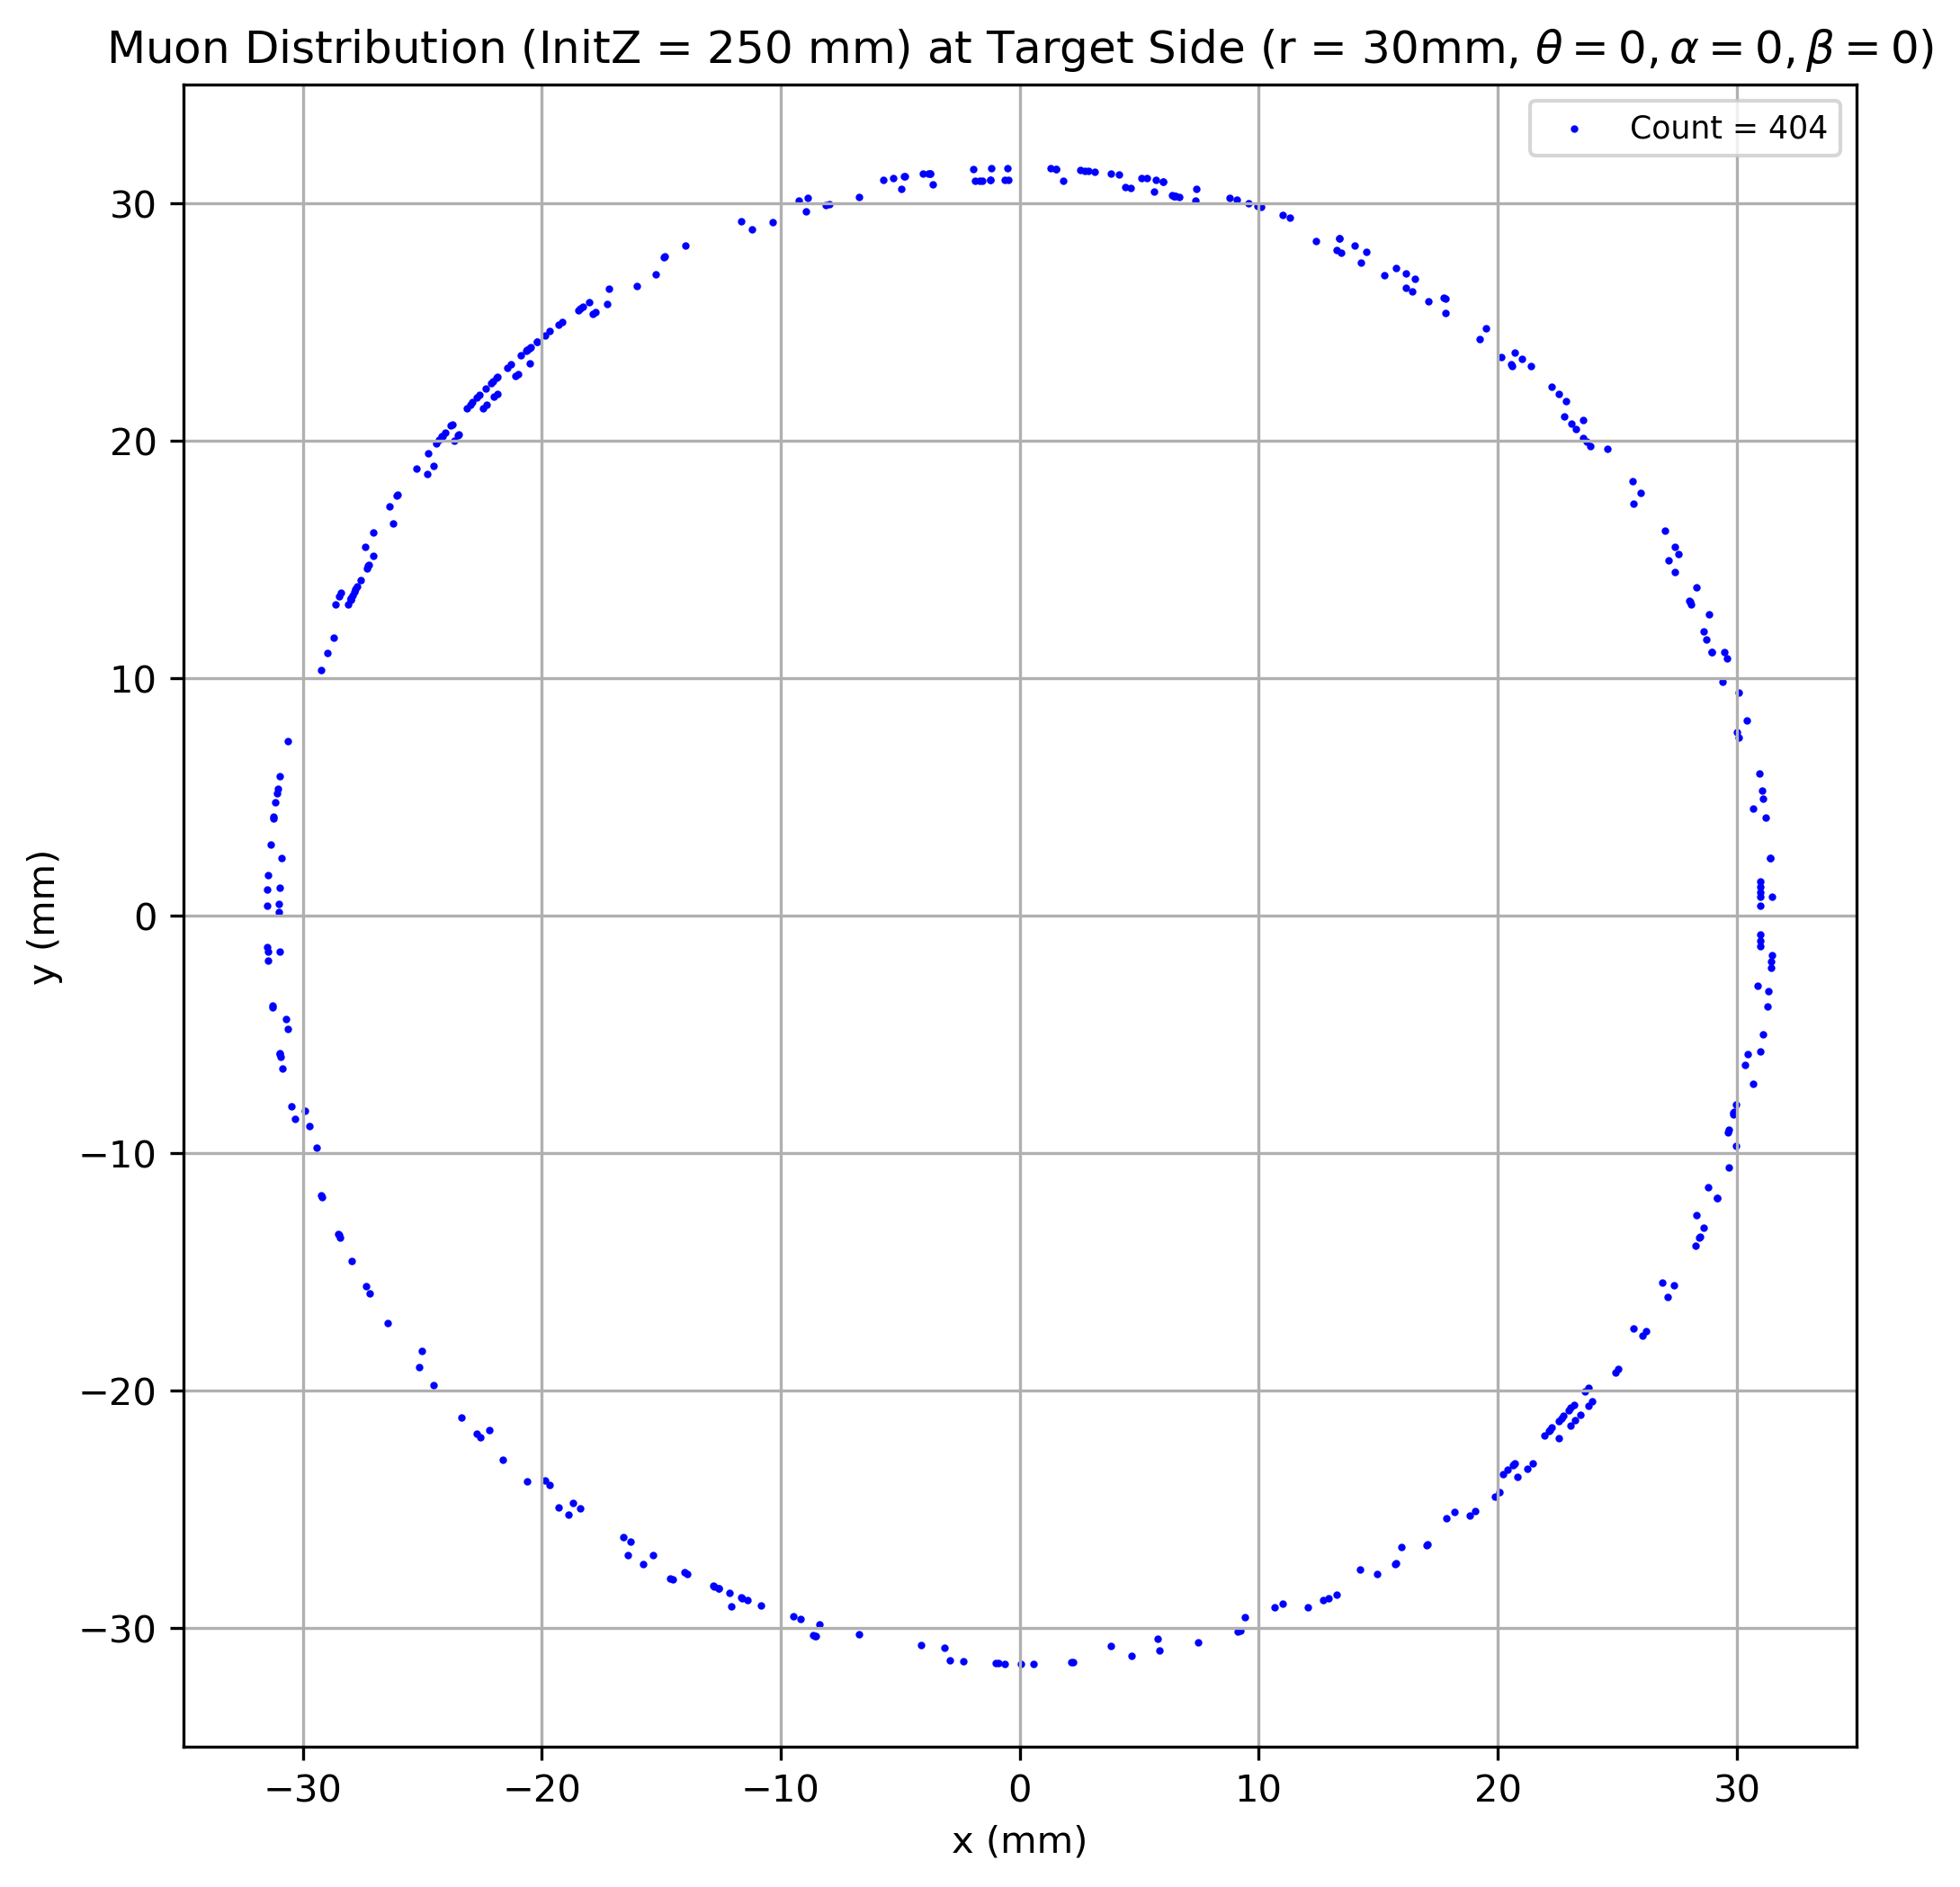 Muon Distribution (InitZ = 250 mm) at Target Side (r = 30mm, θ = 0, α = 0, β = 0)
Count = 404
30
20
10
0
−10
−20
−30
y (mm)
−30 −20 −10 0 10 20 30
x (mm)